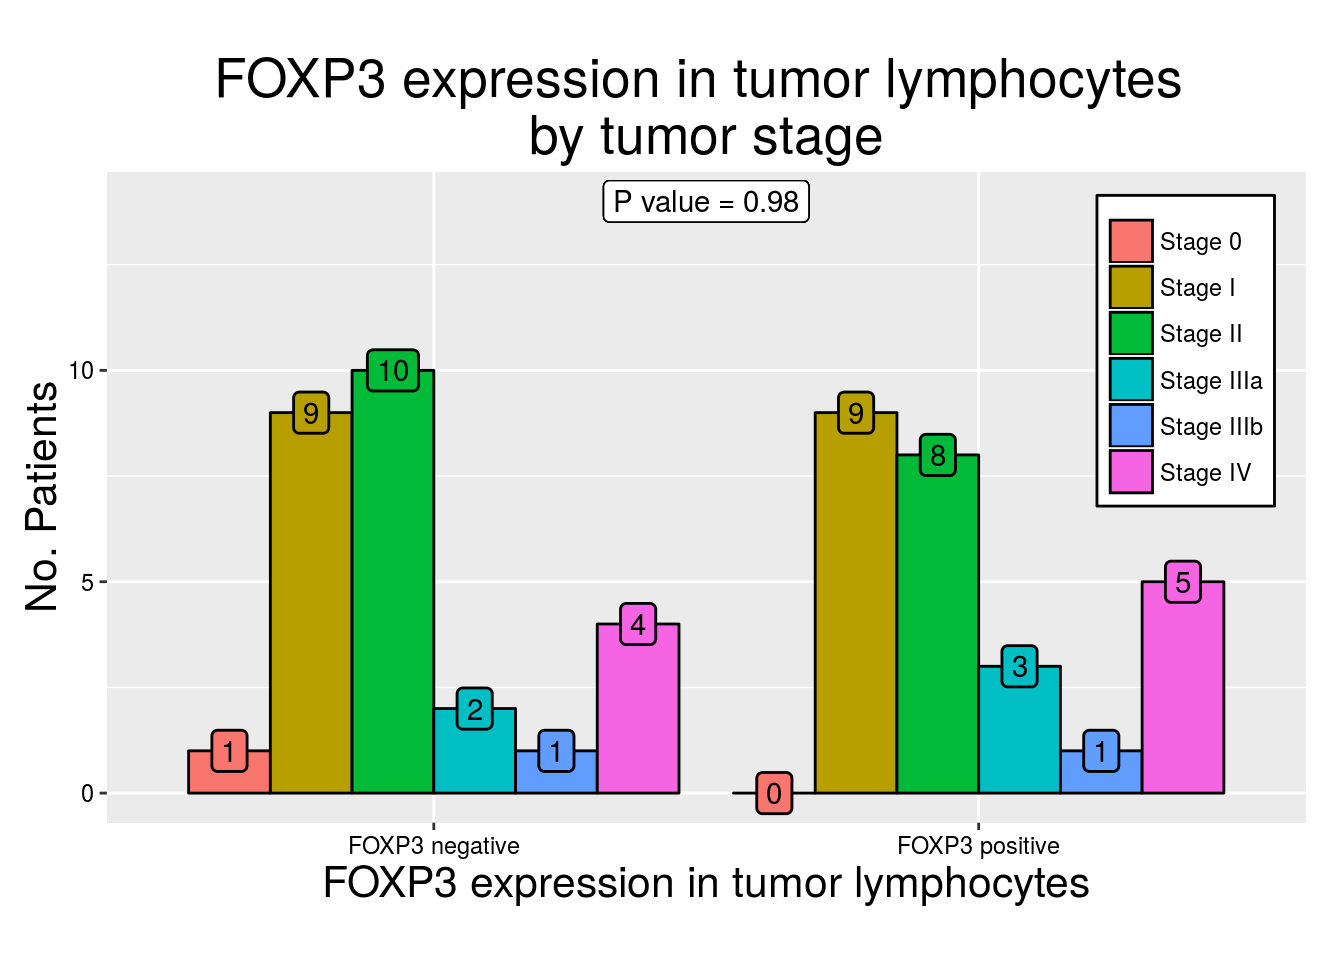 FOXP3 expression in tumor lymphocytes
by tumor stage
P value = 0.98
Stage 0
Stage I
Stage II
Stage IIIa
Stage IIIb
Stage IV
No. Patients
10
5
0
1
9
10
2
1
4
0
9
8
3
1
5
FOXP3 negative
FOXP3 positive
FOXP3 expression in tumor lymphocytes